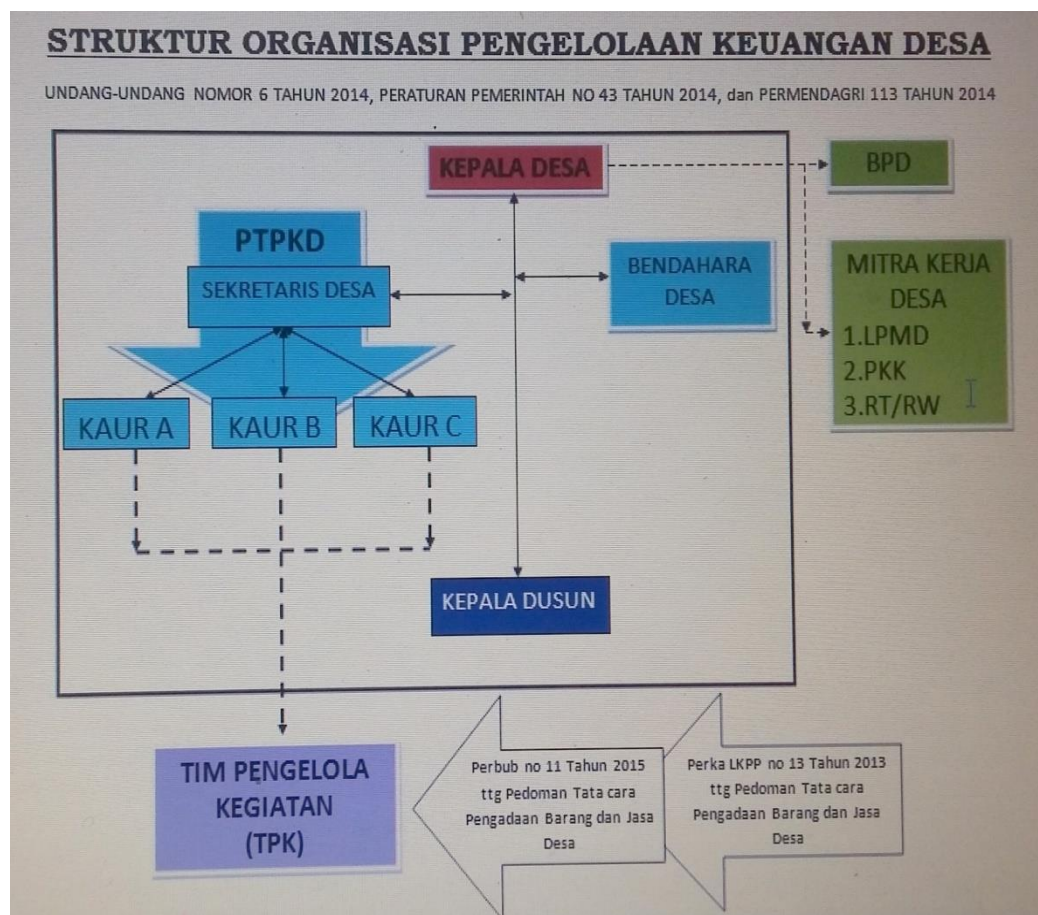 STRUKTUR ORGANISASI PENGELOLAAN KEUANGAN DESA
UNDANG-UNDANG NOMOR 6 TAHUN 2014, PERATURAN PEMERINTAH NO 43 TAHUN 2014, dan PERMENDAGRI 113 TAHUN 2014
KEPALA DESA
BPD
PTPKD
SEKRETARIS DESA
BENDAHARA
DESA
MITRA KERJA
DESA
1.LPMD
2.PKK
3.RT/RW
KAUR A
KAUR B
KAUR C
KEPALA DUSUN
TIM PENGELOLA
KEGIATAN
(TPK)
Perbub no 11 Tahun 2015
ttg Pedoman Tata cara
Pengadaan Barang dan Jasa
Desa
Perka LKPP no 13 Tahun 2013
ttg Pedoman Tata cara
Pengadaan Barang dan Jasa
Desa